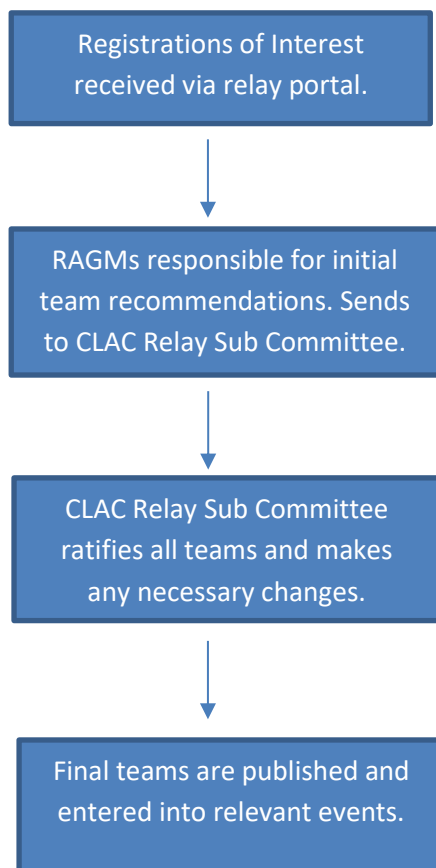 Registrations of Interest
received via relay portal.
RAGMs responsible for initial
team recommendations. Sends
to CLAC Relay Sub Committee.
CLAC Relay Sub Committee
ratifies all teams and makes
any necessary changes.
Final teams are published and
entered into relevant events.